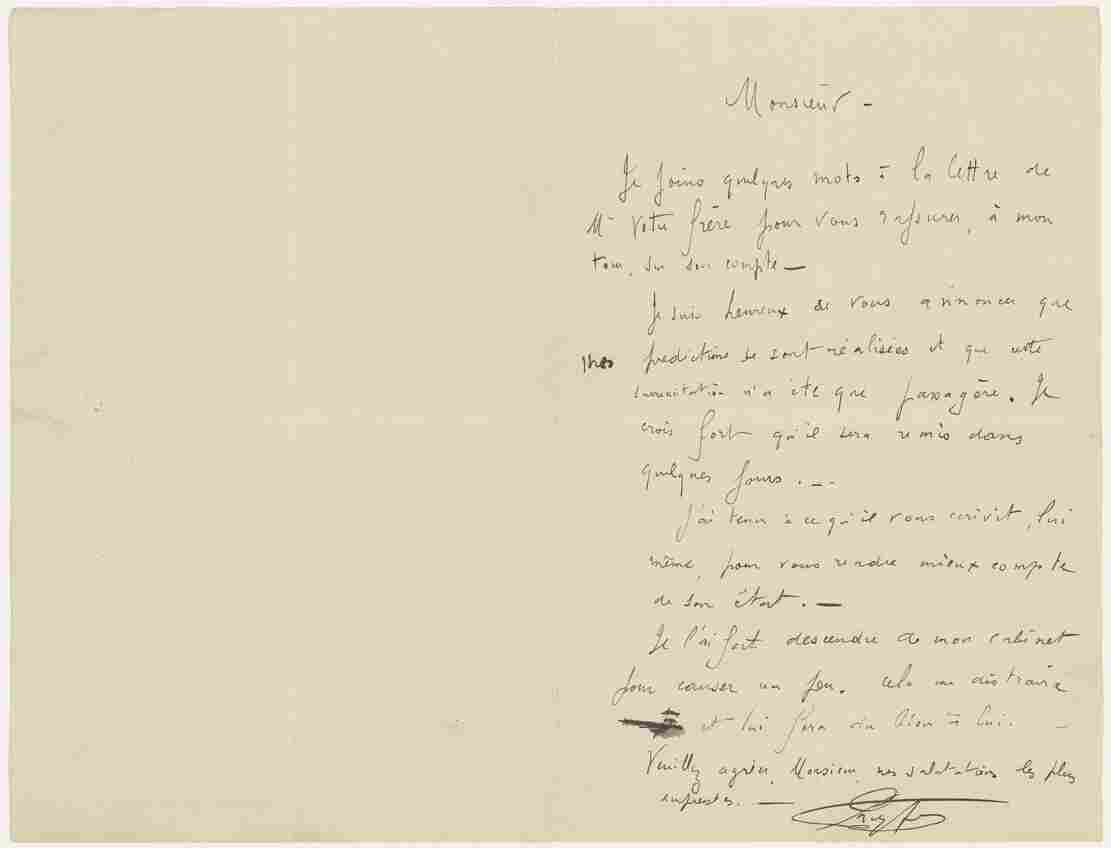 Monsieur –
Je joins quelques mots à la lettre de
Mr votre frère pour vous rassurer, à mon
tour, sur son compte —
Je suis heureux de vous annoncer que
mes prédictions se sont réalisées et que cette
surexcitation n'a été que passagère. Je
crois fort qu'il sera remis dans
quelques jours . – .
J'ai tenu à ce qu'il vous écrivit, lui
même, pour vous rendre mieux compte
de son état . —
Je l'ai fait descendre de mon cabinet
pour causer un peu. cela me distraira
et lui fera du bien à lui. –
Veuillez agréer, Monsieur, mes salutations les plus
empressées. —